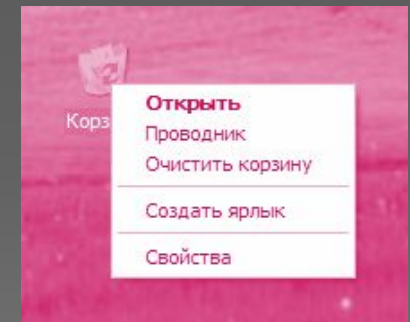 Корз
Открыть
Проводник
Очистить корзину
Создать ярлык
Свойства